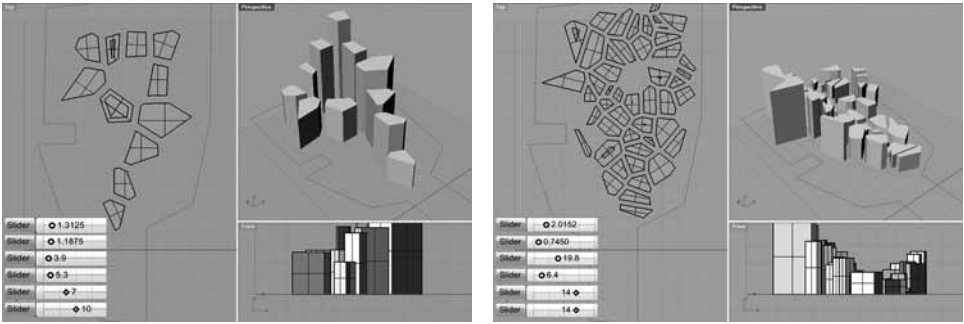 Top
Perspective
Slider 1.3125
Slider 1.1875
Slider 3.9
Slider 5.3
Slider 7
Slider 10
Front
Top
Perspective
Slider 2.0152
Slider 0.7450
Slider 19.8
Slider 6.4
Slider 14
Slider 14
Front